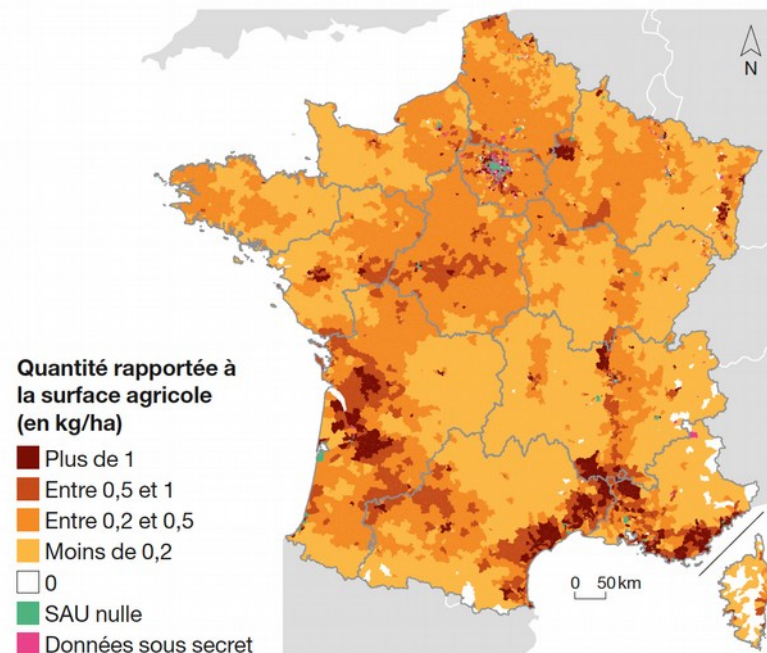 N
Quantité rapportée à
la surface agricole
(en kg/ha)
Plus de 1
Entre 0,5 et 1
Entre 0,2 et 0,5
Moins de 0,2
0
SAU nulle
Données sous secret
0 50 km